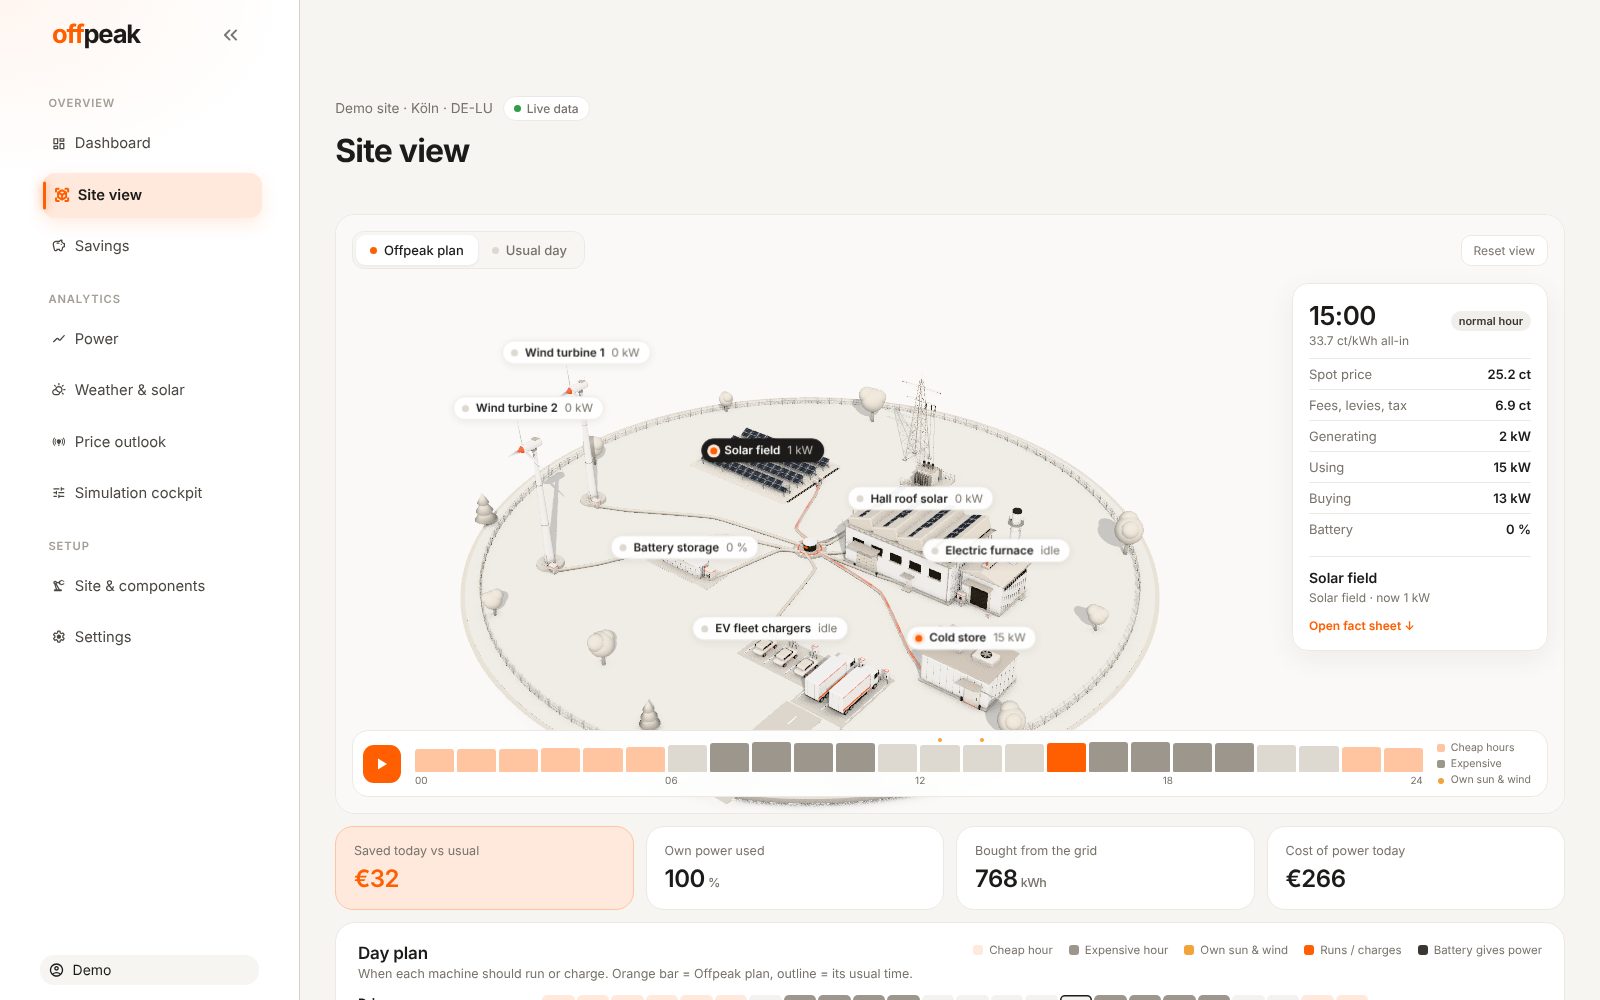 offpeak
OVERVIEW
Dashboard
Site view
Savings
ANALYTICS
Power
Weather & solar
Price outlook
Simulation cockpit
SETUP
Site & components
Settings
Demo
Demo site · Köln · DE-LU
Live data
Site view
Offpeak plan
Usual day
Reset view
Wind turbine 1 0 kW
Wind turbine 2 0 kW
Solar field 1 kW
Hall roof solar 0 kW
Battery storage 0 %
Electric furnace idle
EV fleet chargers idle
Cold store 15 kW
15:00
normal hour
33.7 ct/kWh all-in
Spot price 25.2 ct
Fees, levies, tax 6.9 ct
Generating 2 kW
Using 15 kW
Buying 13 kW
Battery 0 %
Solar field
Solar field · now 1 kW
Open fact sheet ↓
00 06 12 18 24
Cheap hours
Expensive
Own sun & wind
Saved today vs usual
€32
Own power used
100 %
Bought from the grid
768 kWh
Cost of power today
€266
Day plan
Cheap hour Expensive hour Own sun & wind Runs / charges Battery gives power
When each machine should run or charge. Orange bar = Offpeak plan, outline = its usual time.